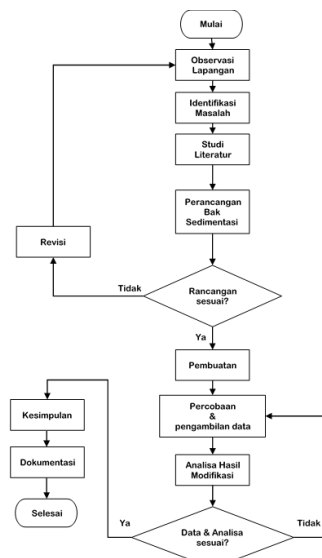 Mulai
Observasi
Lapangan
Identifikasi
Masalah
Studi
Literatur
Perancangan
Bak
Sedimentasi
Revisi
Tidak
Rancangan
sesuai?
Ya
Pembuatan
Percobaan
&
pengambilan data
Analisa Hasil
Modifikasi
Data & Analisa
sesuai?
Tidak
Ya
Kesimpulan
Dokumentasi
Selesai